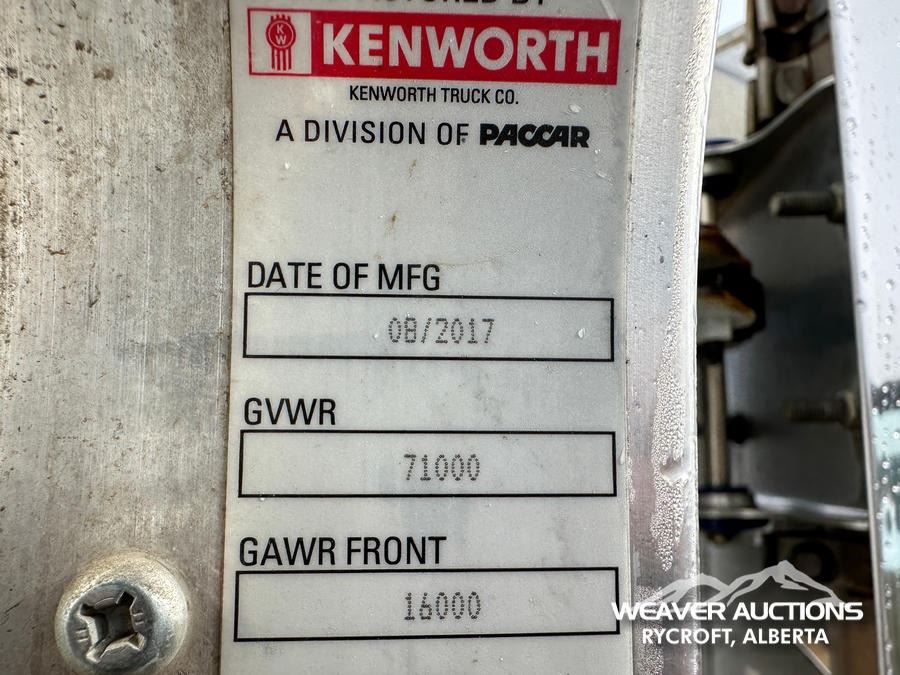 KW
KENWORTH
KENWORTH TRUCK CO.
A DIVISION OF PACCAR
DATE OF MFG
08/2017
GVWR
71000
GAWR FRONT
16000
WEAVER AUCTIONS
RYCROFT, ALBERTA